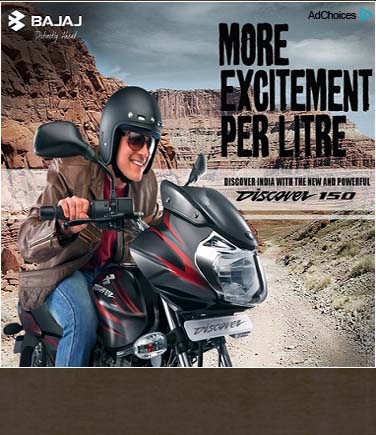 BAJAJ
Distinctly Ahead
AdChoices
MORE
EXCITEMENT
PER LITRE
DISCOVER INDIA WITH THE NEW AND POWERFUL
Discover 150
Discover